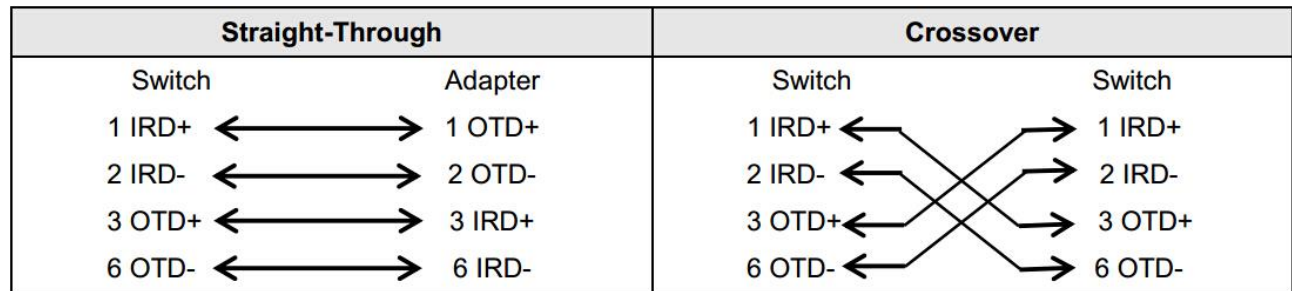 Straight-Through Crossover
Switch Adapter Switch Switch
1 IRD+ 1 OTD+ 1 IRD+ 1 IRD+
2 IRD- 2 OTD- 2 IRD- 2 IRD-
3 OTD+ 3 IRD+ 3 OTD+ 3 OTD+
6 OTD- 6 IRD- 6 OTD- 6 OTD-